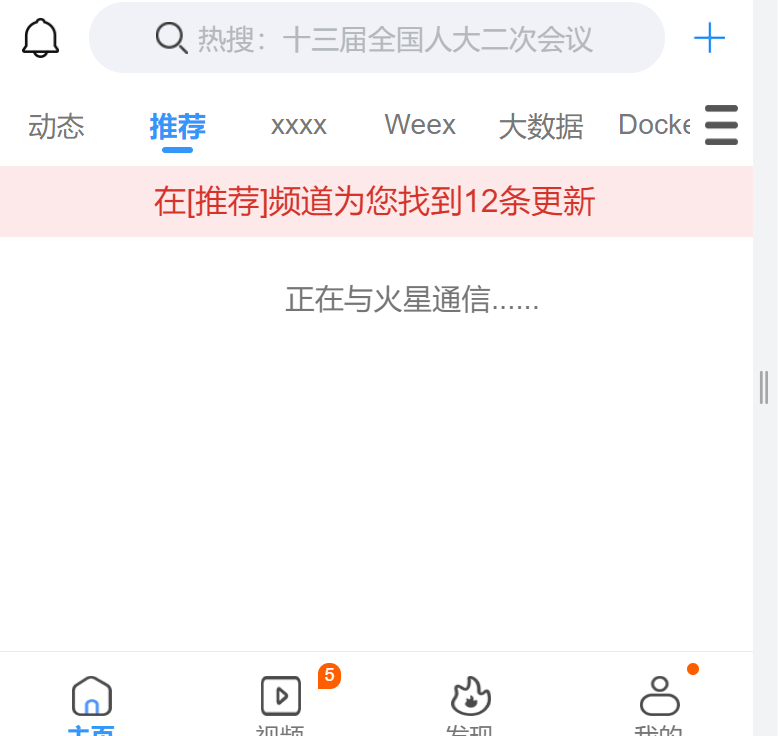 热搜：十三届全国人大二次会议
动态 推荐 xxxx Weex 大数据 Docke
在[推荐]频道为您找到12条更新
正在与火星通信......
5
主页 视频 发现 我的